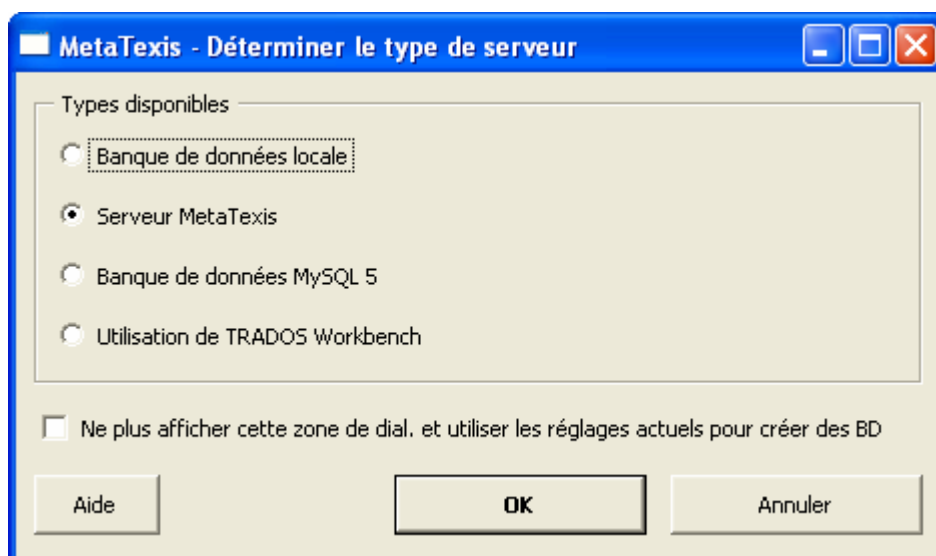 MetaTexis - Déterminer le type de serveur
Types disponibles
Banque de données locale
Serveur MetaTexis
Banque de données MySQL 5
Utilisation de TRADOS Workbench
Ne plus afficher cette zone de dial. et utiliser les réglages actuels pour créer des BD
Aide
OK
Annuler